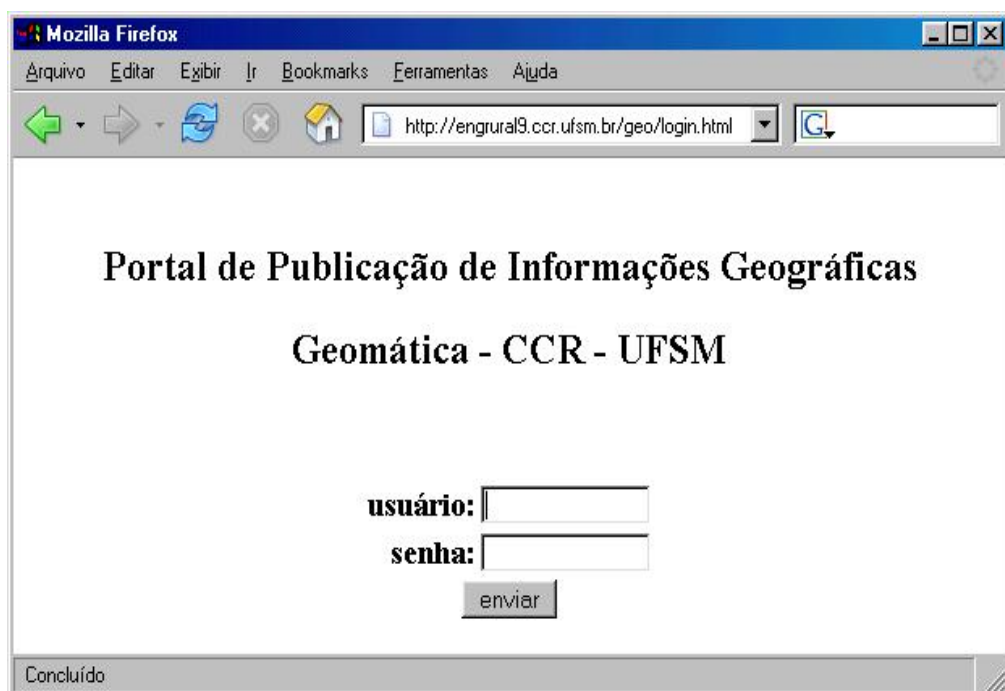 Mozilla Firefox
Arquivo Editar Exibir Ir Bookmarks Ferramentas Ajuda
http://engrural9.ccr.ufsm.br/geo/login.html G
Portal de Publicação de Informações Geográficas
Geomática - CCR - UFSM
usuário:
senha:
enviar
Concluído